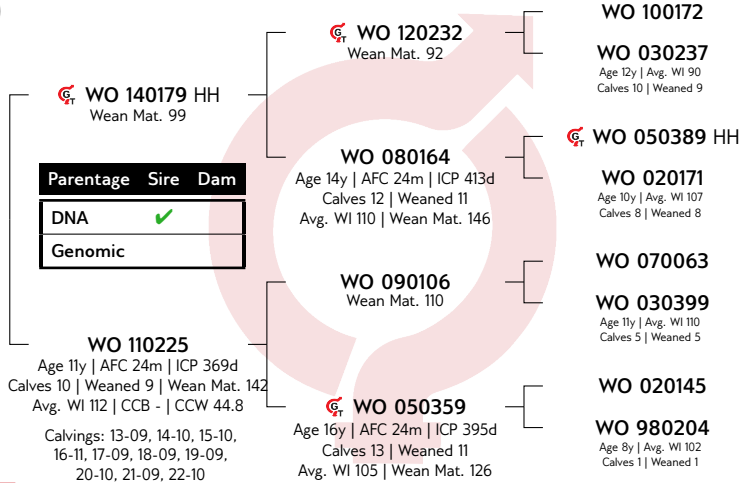 WO 140179 HH
Wean Mat. 99
Parentage Sire Dam
DNA ✔
Genomic
WO 110225
Age 11y | AFC 24m | ICP 369d
Calves 10 | Weaned 9 | Wean Mat. 142
Avg. WI 112 | CCB - | CCW 44.8
Calvings: 13-09, 14-10, 15-10,
16-11, 17-09, 18-09, 19-09,
20-10, 21-09, 22-10
GT WO 120232
Wean Mat. 92
WO 080164
Age 14y | AFC 24m | ICP 413d
Calves 12 | Weaned 11
Avg. WI 110 | Wean Mat. 146
WO 090106
Wean Mat. 110
GT WO 050359
Age 16y | AFC 24m | ICP 395d
Calves 13 | Weaned 11
Avg. WI 105 | Wean Mat. 126
WO 100172
WO 030237
Age 12y | Avg. WI 90
Calves 10 | Weaned 9
GT WO 050389 HH
WO 020171
Age 10y | Avg. WI 107
Calves 8 | Weaned 8
WO 070063
WO 030399
Age 11y | Avg. WI 110
Calves 5 | Weaned 5
WO 020145
WO 980204
Age 8y | Avg. WI 102
Calves 1 | Weaned 1